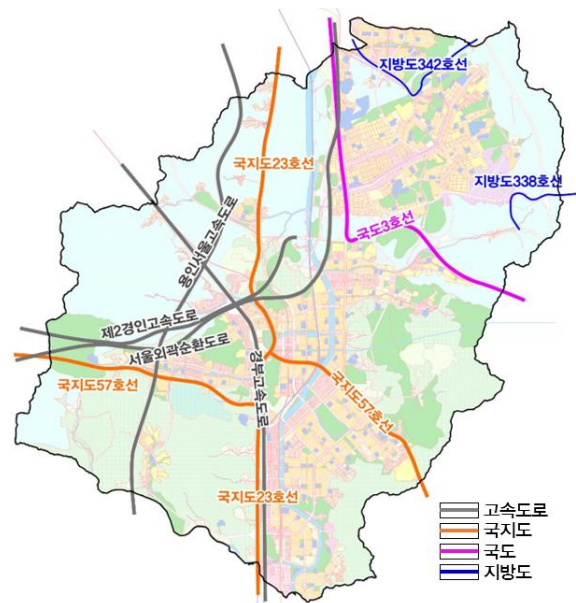 지방도342호선
국지도23호선
지방도338호선
국도3호선
용인서울고속도로
제2경인고속도로
서울외곽순환도로
국지도57호선
경부고속도로
국지도57호선
국지도23호선
고속도로
국지도
국도
지방도